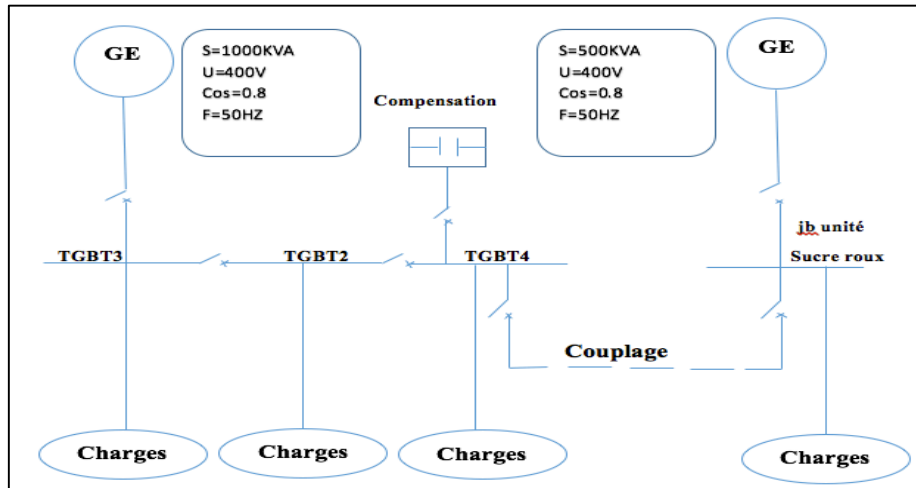 GE
S=1000KVA
U=400V
Cos=0.8
F=50HZ
Compensation
S=500KVA
U=400V
Cos=0.8
F=50HZ
GE
jb unité
Sucre roux
TGBT3
TGBT2
TGBT4
Couplage
Charges
Charges
Charges
Charges